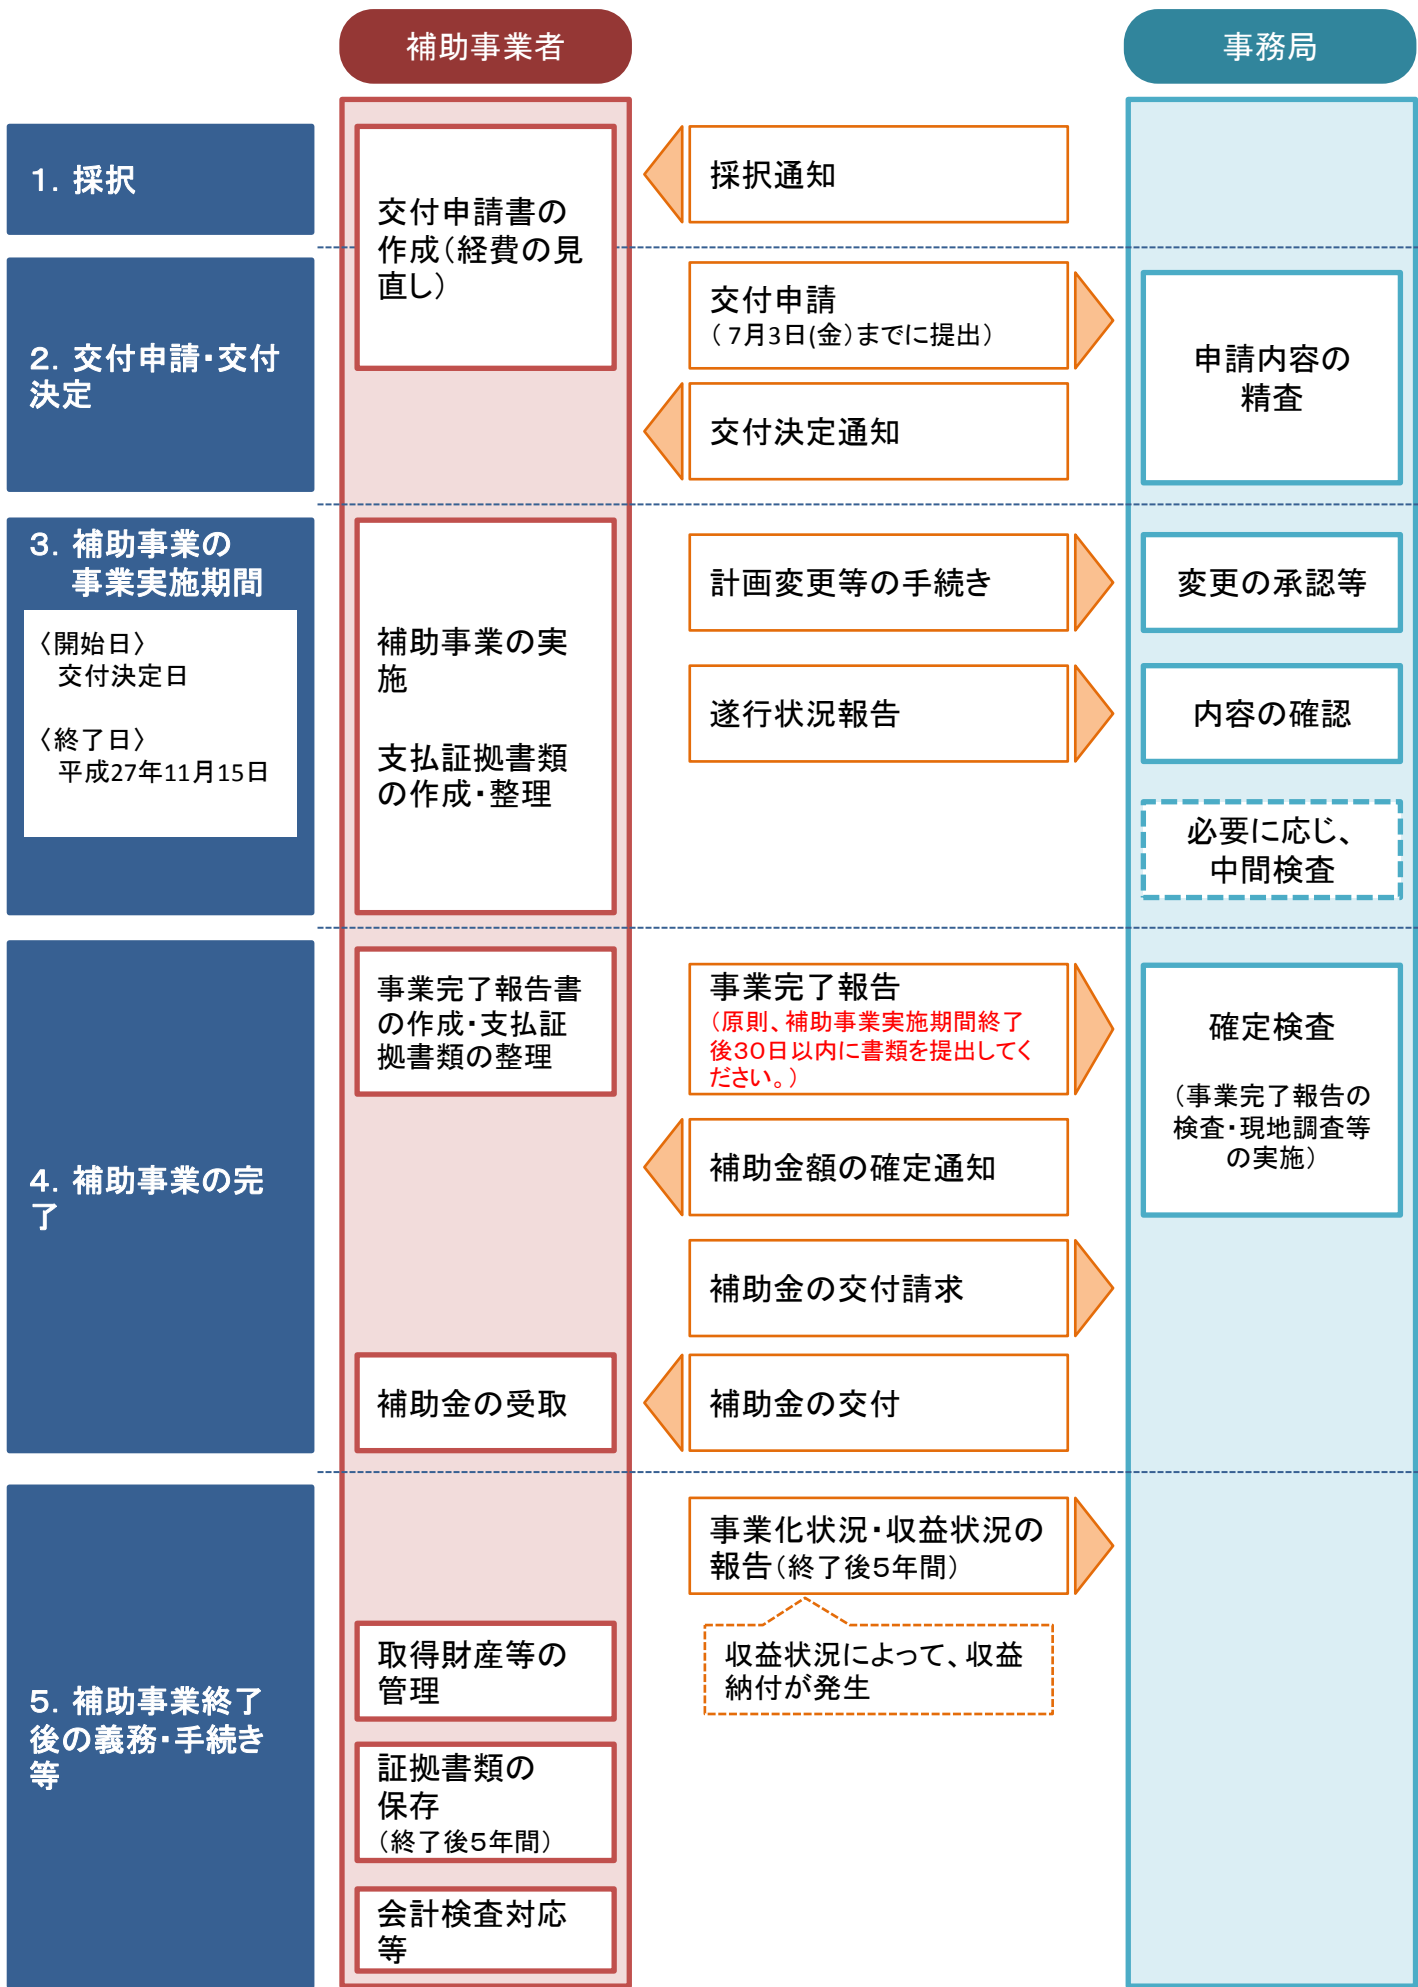 補助事業者
事務局
1. 採択
交付申請書の
作成(経費の見
直し)
採択通知
2. 交付申請・交付
決定
交付申請
( 7月3日(金)までに提出)
交付決定通知
申請内容の
精査
3. 補助事業の
事業実施期間
〈開始日〉
交付決定日
〈終了日〉
平成27年11月15日
補助事業の実
施
支払証拠書類
の作成・整理
計画変更等の手続き
変更の承認等
遂行状況報告
内容の確認
必要に応じ、
中間検査
4. 補助事業の完
了
事業完了報告書
の作成・支払証
拠書類の整理
事業完了報告
(原則、補助事業実施期間終了
後30日以内に書類を提出してく
ださい。)
確定検査
(事業完了報告の
検査・現地調査等
の実施)
補助金額の確定通知
補助金の交付請求
補助金の受取
補助金の交付
5. 補助事業終了
後の義務・手続き
等
事業化状況・収益状況の
報告(終了後5年間)
収益状況によって、収益
納付が発生
取得財産等の
管理
証拠書類の
保存
(終了後5年間)
会計検査対応
等